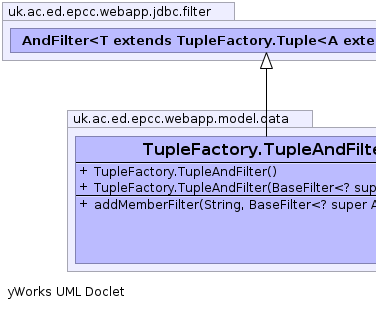 uk.ac.ed.epcc.webapp.jdbc.filter
AndFilter<T extends TupleFactory.Tuple<A exte
uk.ac.ed.epcc.webapp.model.data
TupleFactory.TupleAndFilte
+ TupleFactory.TupleAndFilter()
+ TupleFactory.TupleAndFilter(BaseFilter<? sup
+ addMemberFilter(String, BaseFilter<? super A
yWorks UML Doclet